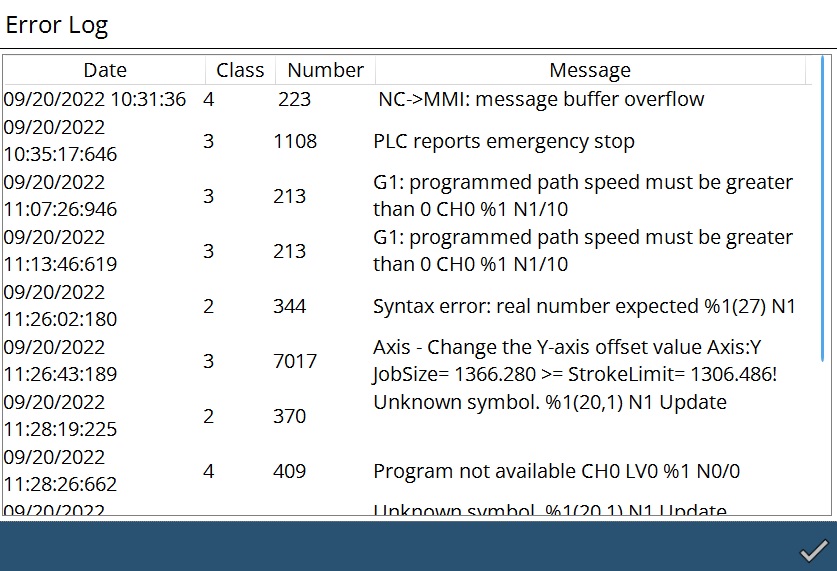 Error Log
Date Class Number Message
09/20/2022 10:31:36 4 223 NC->MMI: message buffer overflow
09/20/2022
10:35:17:646 3 1108 PLC reports emergency stop
09/20/2022
11:07:26:946 3 213 G1: programmed path speed must be greater
than 0 CH0 %1 N1/10
09/20/2022
11:13:46:619 3 213 G1: programmed path speed must be greater
than 0 CH0 %1 N1/10
09/20/2022
11:26:02:180 2 344 Syntax error: real number expected %1(27) N1
09/20/2022
11:26:43:189 3 7017 Axis - Change the Y-axis offset value Axis:Y
JobSize= 1366.280 >= StrokeLimit= 1306.486!
09/20/2022
11:28:19:225 2 370 Unknown symbol. %1(20,1) N1 Update
09/20/2022
11:28:26:662 4 409 Program not available CH0 LV0 %1 N0/0
09/20/2022 Unknown symbol. %1(20,1) N1 Update